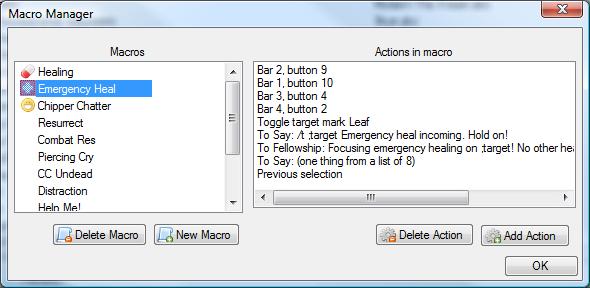 Macro Manager
Macros
Healing
Emergency Heal
Chipper Chatter
Resurrect
Combat Res
Piercing Cry
CC Undead
Distraction
Help Me!
Actions in macro
Bar 2, button 9
Bar 1, button 10
Bar 3, button 4
Bar 4, button 2
Toggle target mark Leaf
To Say: /t ;target Emergency heal incoming. Hold on!
To Fellowship: Focusing emergency healing on ;target! No other hea
To Say: (one thing from a list of 8)
Previous selection
Delete Macro
New Macro
Delete Action
Add Action
OK